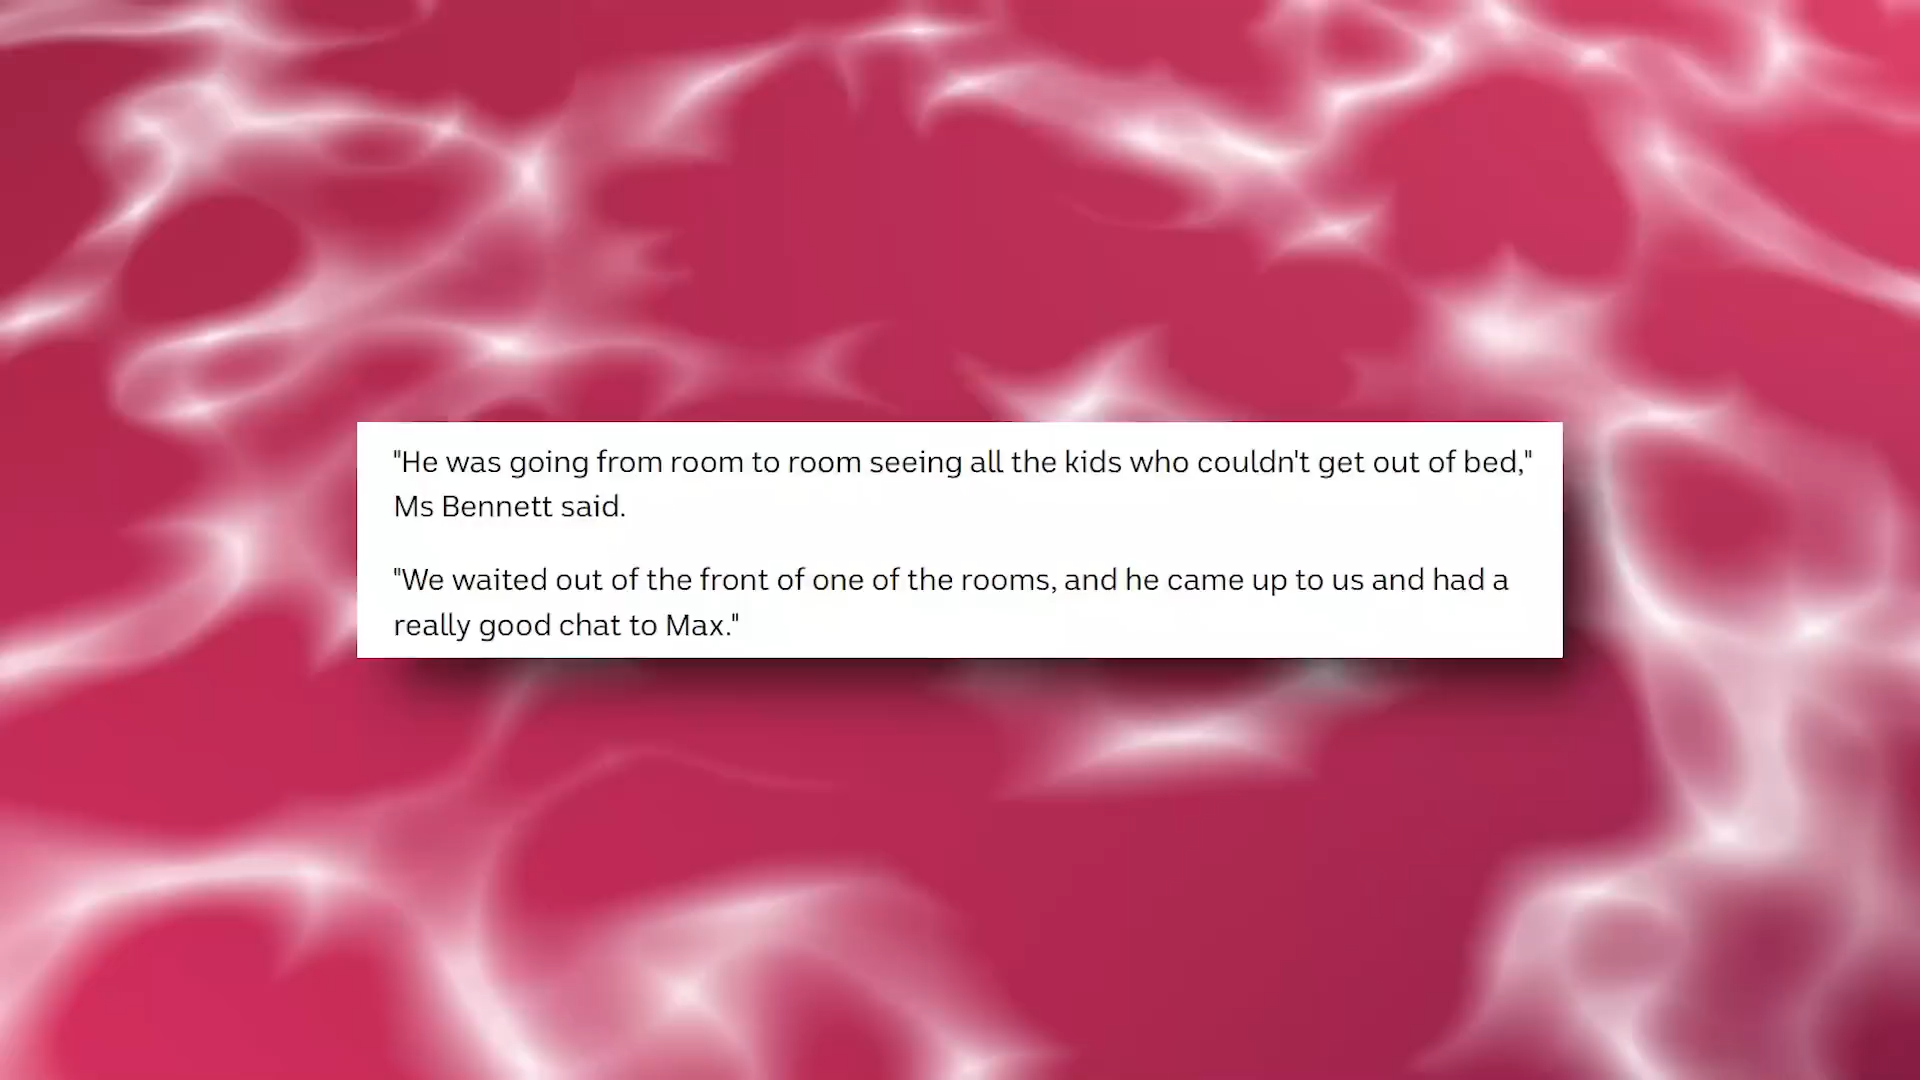 "He was going from room to room seeing all the kids who couldn't get out of bed,"
Ms Bennett said.
"We waited out of the front of one of the rooms, and he came up to us and had a
really good chat to Max."